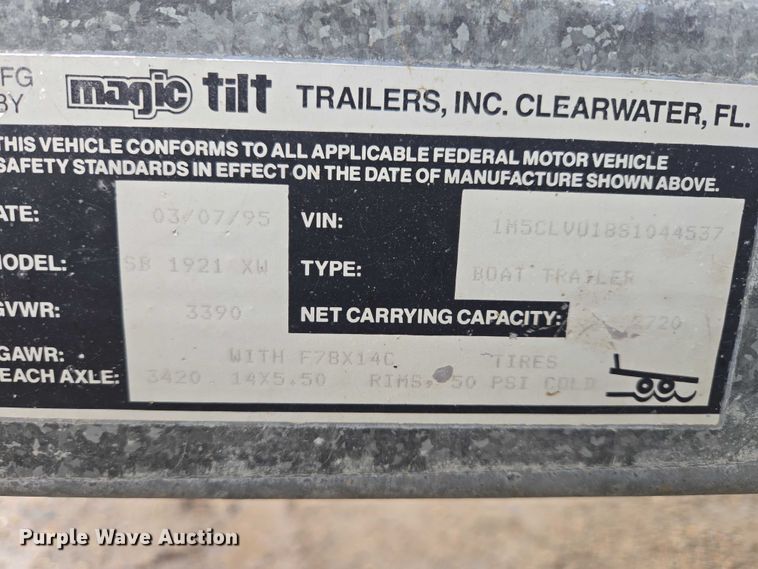 FG
BY magic tilt TRAILERS, INC. CLEARWATER, FL.
THIS VEHICLE CONFORMS TO ALL APPLICABLE FEDERAL MOTOR VEHICLE
SAFETY STANDARDS IN EFFECT ON THE DATE OF MANUFACTURE SHOWN ABOVE.
ATE: 03/07/95 VIN: 1M5CLVU18S1044537
MODEL: SB 1921 XW TYPE: BOAT TRAILER
GVWR: 3390 NET CARRYING CAPACITY: 2720
GAWR: WITH F78X14C TIRES
EACH AXLE: 3420 14X5.50 RIMS, 50 PSI COLD
Purple Wave Auction